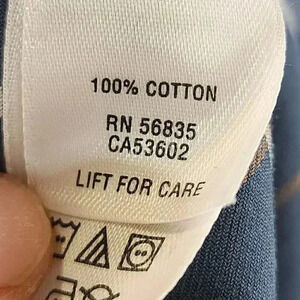 100% COTTON
RN 56835
CA53602
LIFT FOR CARE